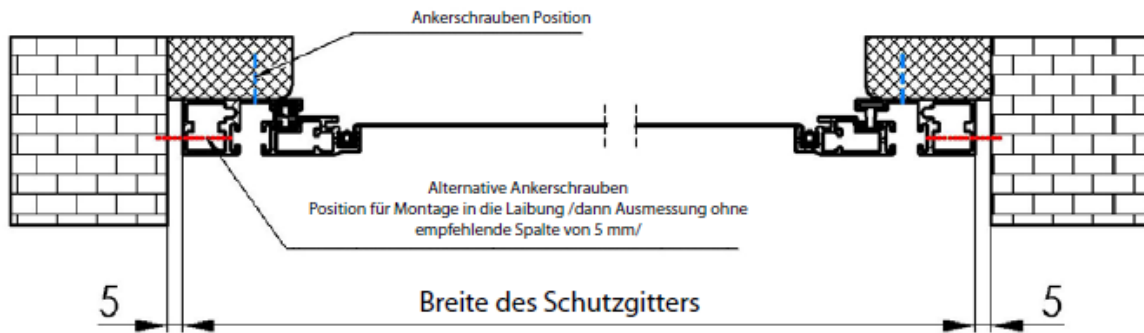 Ankerschrauben Position
Alternative Ankerschrauben
Position für Montage in die Laibung /dann Ausmessung ohne
empfehlende Spalte von 5 mm/
5
Breite des Schutzgitters
5